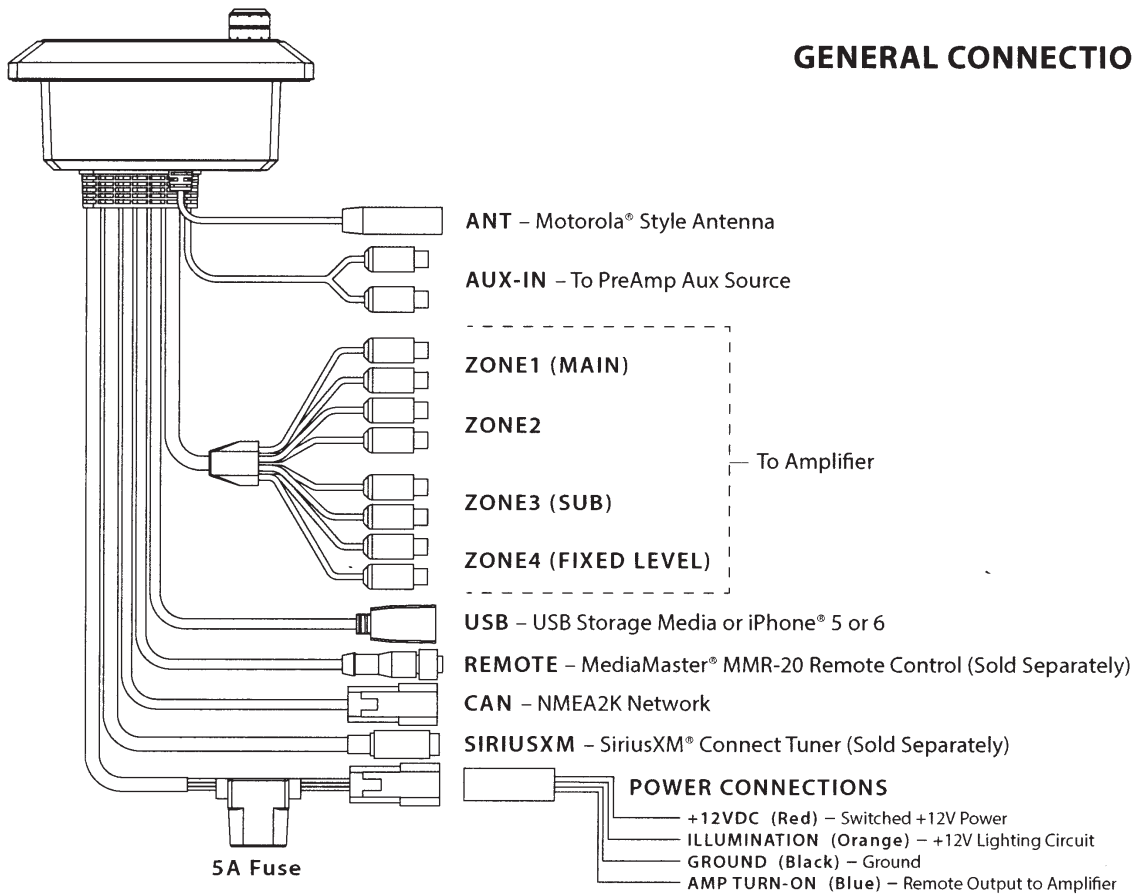 GENERAL CONNECTIO
ANT – Motorola® Style Antenna
AUX-IN – To PreAmp Aux Source
ZONE1 (MAIN)
ZONE2
To Amplifier
ZONE3 (SUB)
ZONE4 (FIXED LEVEL)
USB – USB Storage Media or iPhone® 5 or 6
REMOTE – MediaMaster® MMR-20 Remote Control (Sold Separately)
CAN – NMEA2K Network
SIRIUSXM – SiriusXM® Connect Tuner (Sold Separately)
POWER CONNECTIONS
+12VDC (Red) – Switched +12V Power
ILLUMINATION (Orange) – +12V Lighting Circuit
GROUND (Black) – Ground
AMP TURN-ON (Blue) – Remote Output to Amplifier
5A Fuse